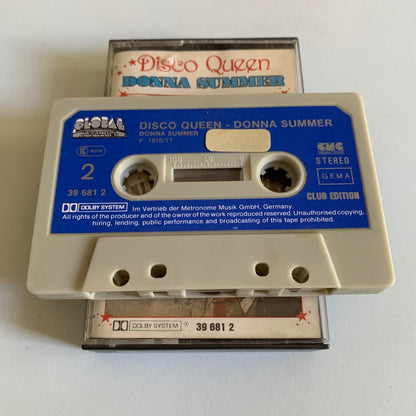 Disco Queen
DONNA SUMMER
GLOBAL
DISCO QUEEN - DONNA SUMMER
DONNA SUMMER
P 1976/77
2
39 681 2
100 50 0
STEREO
GEMA
CLUB EDITION
DOLBY SYSTEM
Im Vertrieb der Metronome Musik GmbH, Germany.
All rights of the producer and of the owner of the work reproduced reserved. Unauthorised copying,
hiring, lending, public performance and broadcasting of this tape prohibited.
DOLBY SYSTEM ® 39 681 2